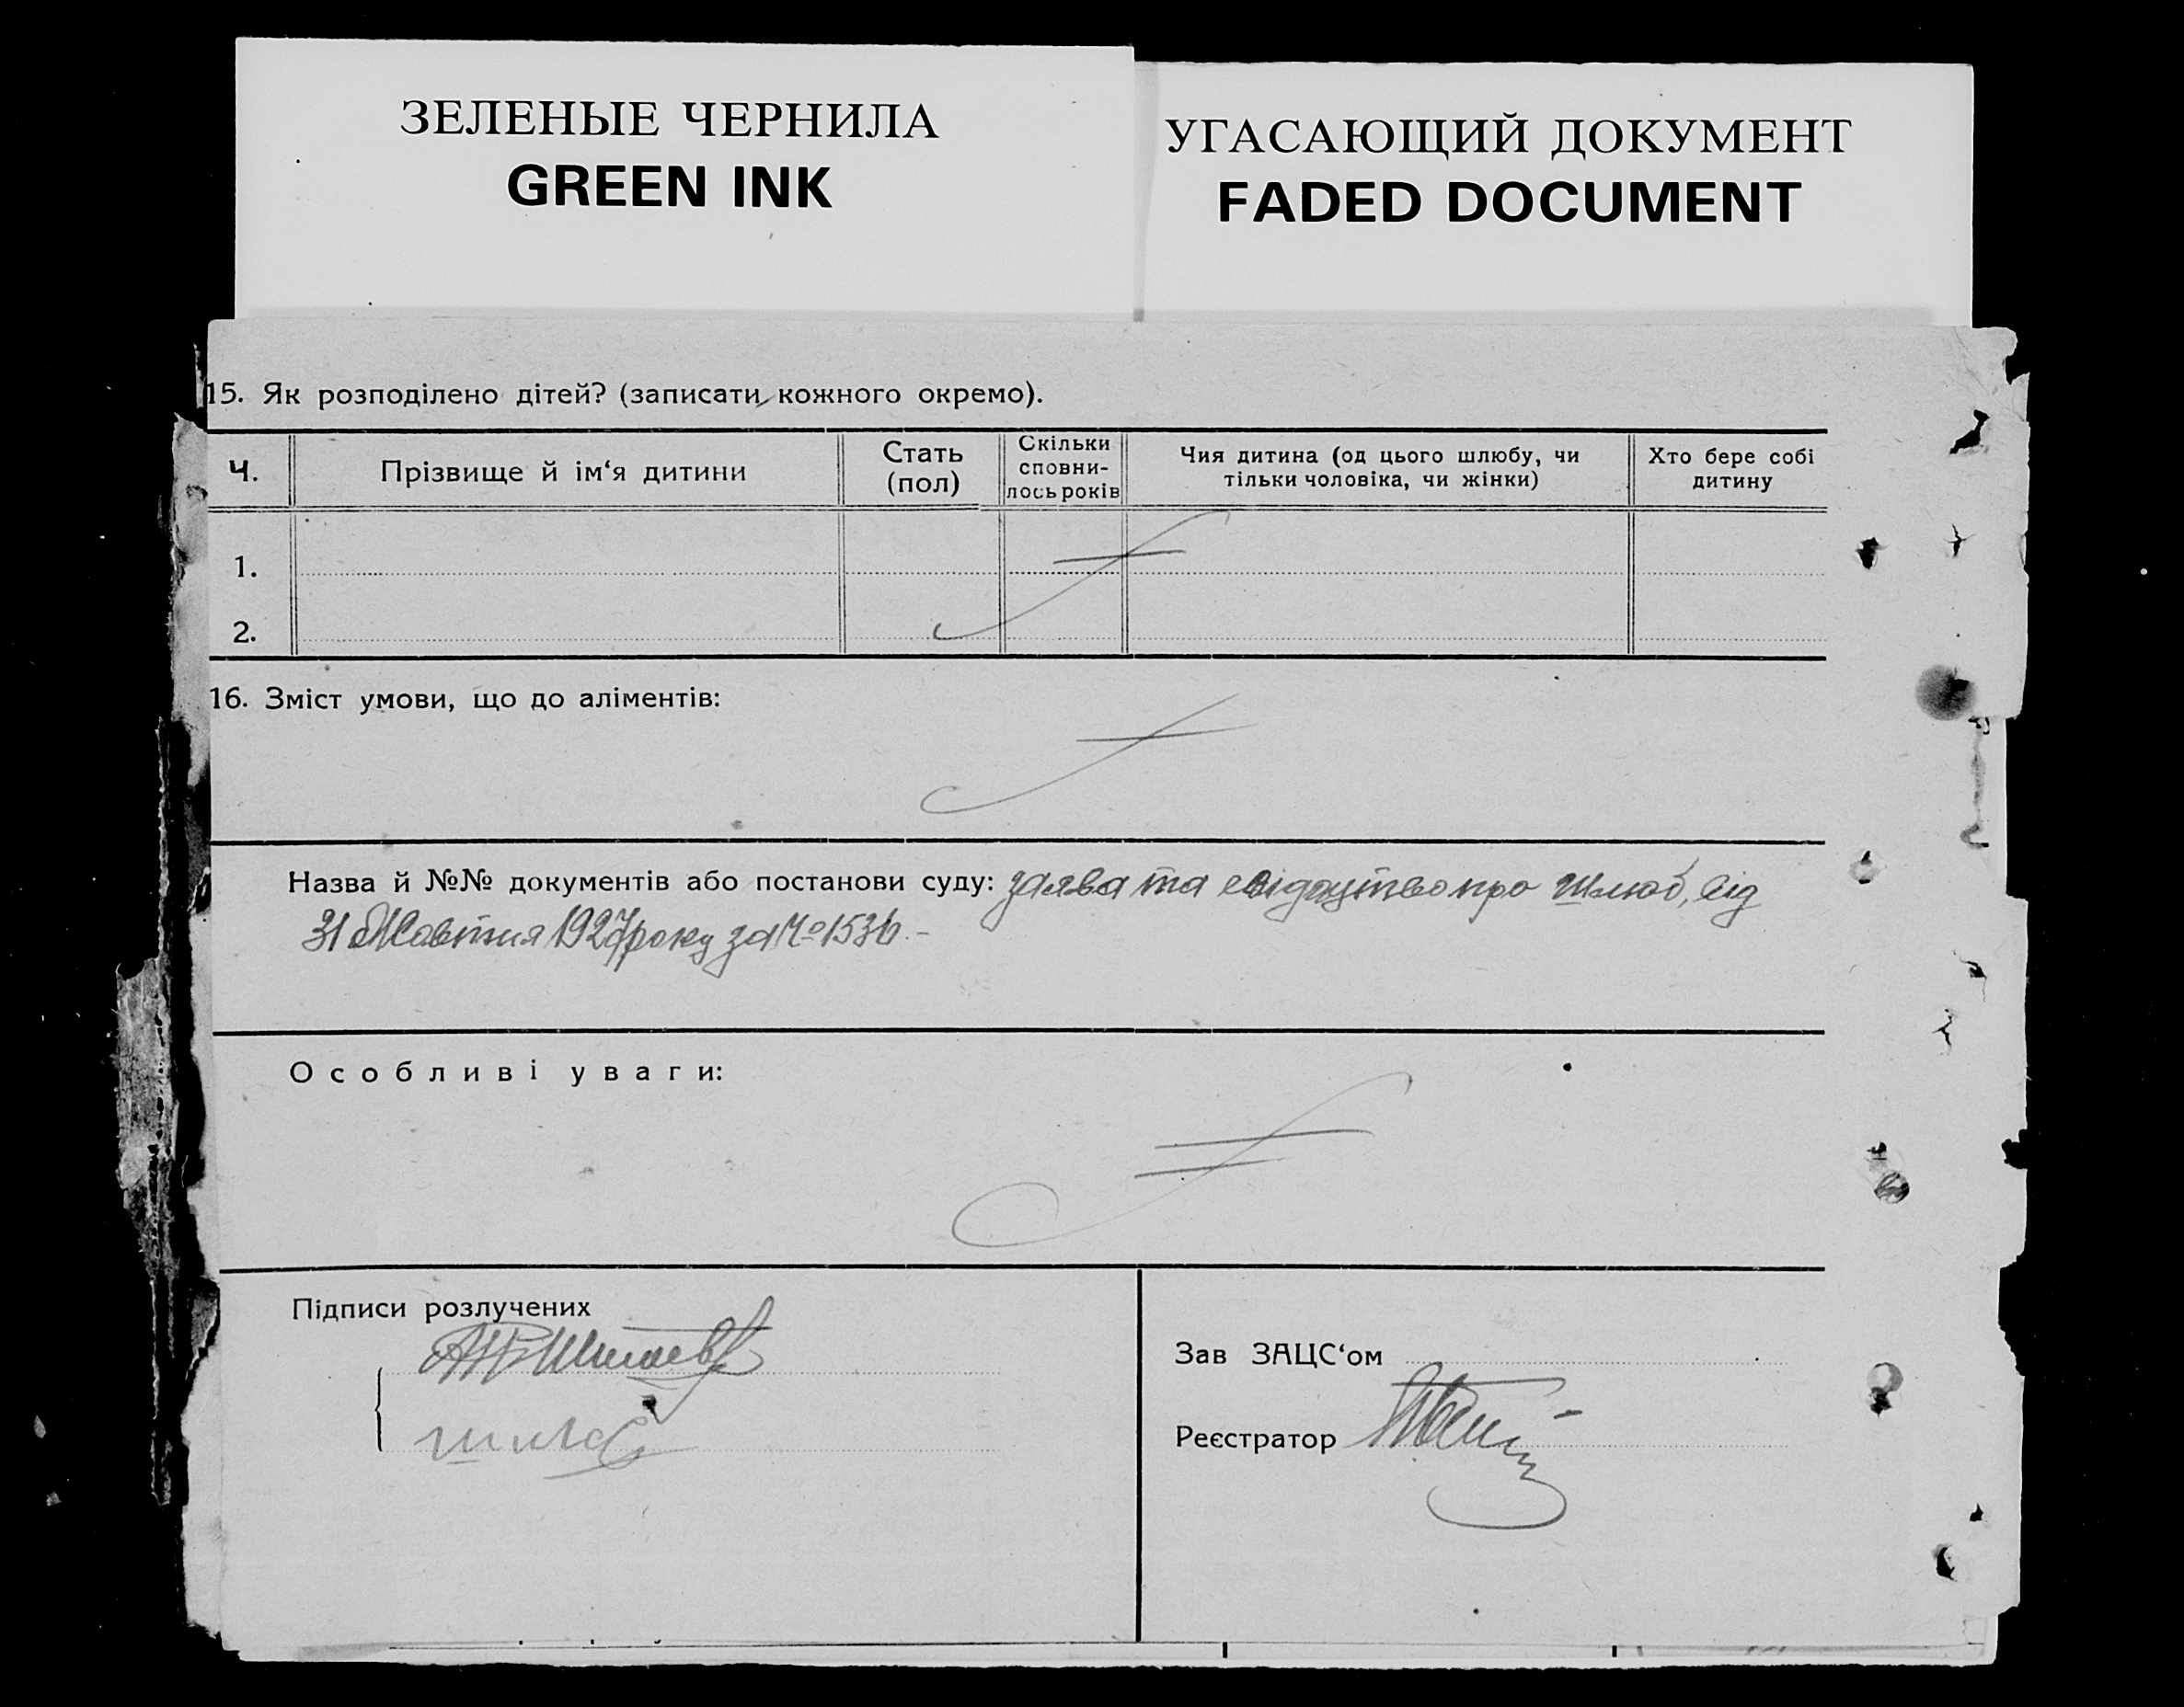 ЗЕЛЕНЫЕ ЧЕРНИЛА
GREEN INK
УГАСАЮЩИЙ ДОКУМЕНТ
FADED DOCUMENT
15. Як розподілено дітей? (записати, кожного окремо).
Ч.
Прізвище й ім‘я дитини
Стать
(пол)
Скільки
сповни-
лось років
Чия дитина (од цього шлюбу, чи
тільки чоловіка, чи жінки)
Хто бере собі
дитину
1.
2.
16. Зміст умови, що до аліментів:
Назва й №№ документів або постанови суду: заява та свідоцтво про шлюб, від
31 Жовтня 1927 року за Ч⁰ 1536.-
Особливі уваги:
Підписи розлучених
Зав ЗАЦС‘ом
Реєстратор